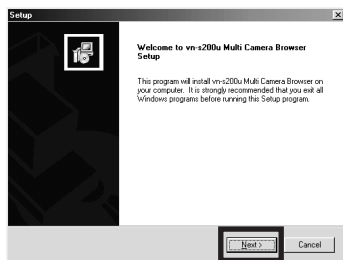 Setup
Welcome to vn-s200u Multi Camera Browser
Setup
This program will install vn-s200u Multi Camera Browser on
your computer. It is strongly recommended that you exit all
Windows programs before running this Setup program.
Next >
Cancel